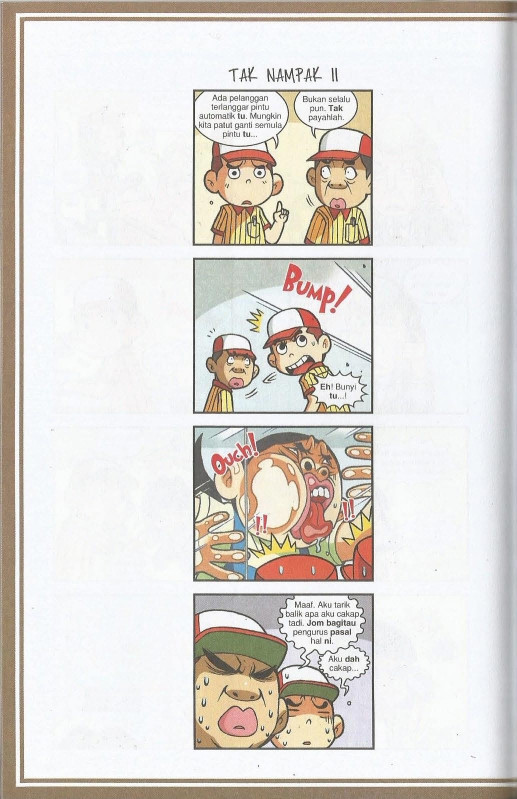 TAK NAMPAK II
Ada pelanggan
terlanggar pintu
automatik tu. Mungkin
kita patut ganti semula
pintu tu...
Bukan selalu
pun. Tak
payahlah.
BUMP!
Eh! Bunyi
tu...!
Ouch!
!!
!!
Maaf. Aku tarik
balik apa aku cakap
tadi. Jom bagitau
pengurus pasal
hal ni.
Aku dah
cakap...